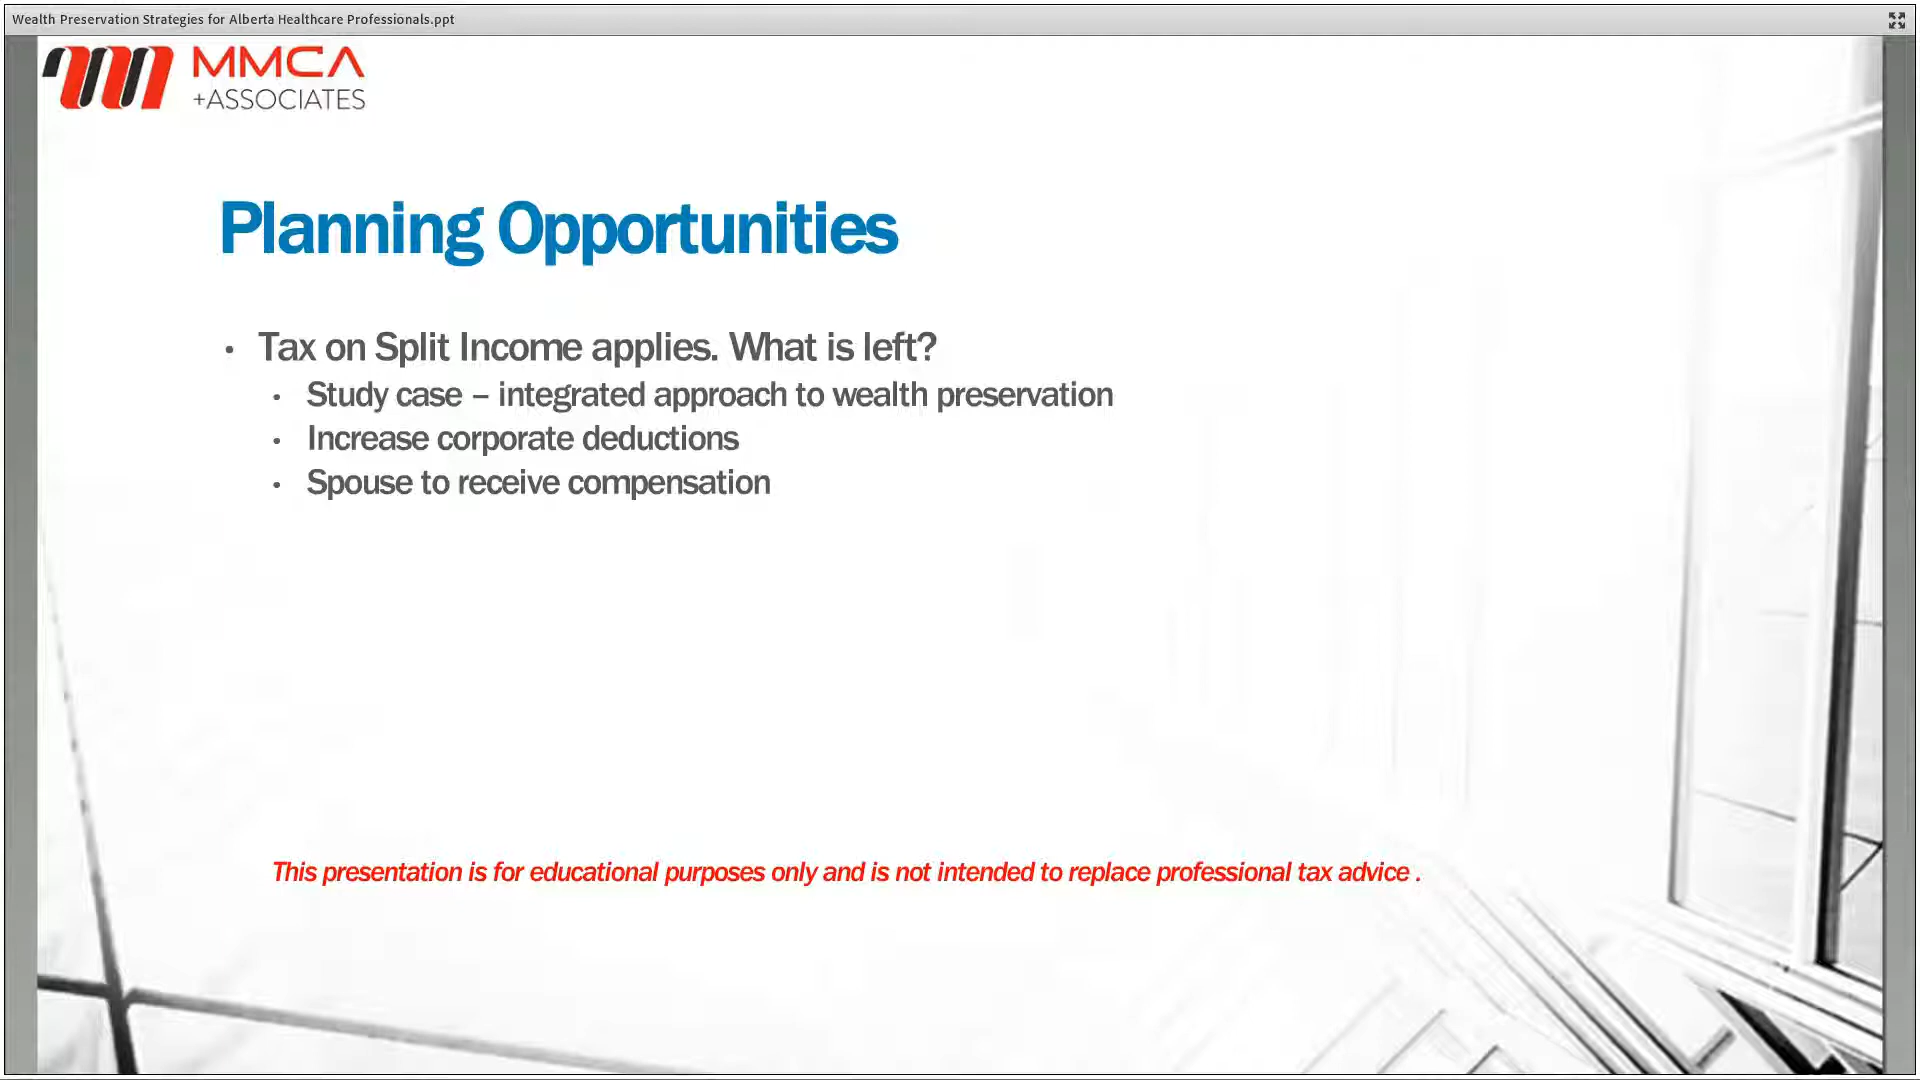 Wealth Preservation Strategies for Alberta Healthcare Professionals.ppt
MMCA
+ASSOCIATES
Planning Opportunities
• Tax on Split Income applies. What is left?
• Study case – integrated approach to wealth preservation
• Increase corporate deductions
• Spouse to receive compensation
This presentation is for educational purposes only and is not intended to replace professional tax advice .